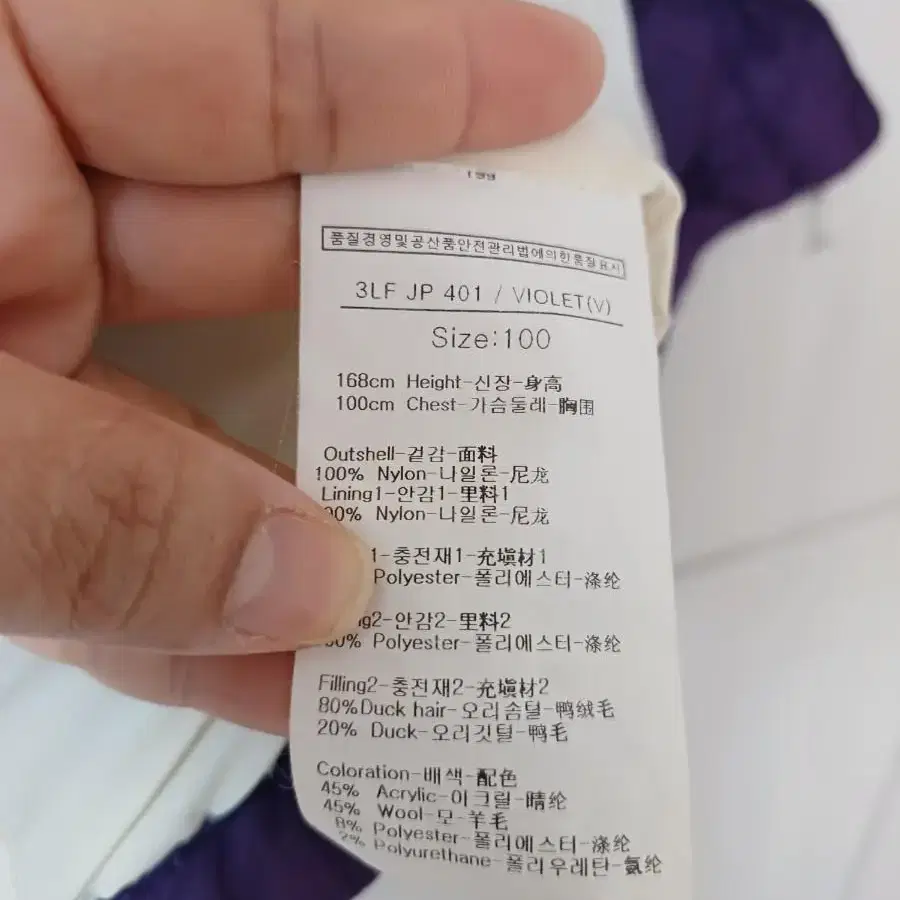 품질경영및공산품안전관리법에의한품질표시
3LF JP 401 / VIOLET(V)
Size:100
168cm Height-신장-身高
100cm Chest-가슴둘레-胸围
Outshell-겉감-面料
100% Nylon-나일론-尼龙
Lining1-안감1-里料1
Nylon-나일론-尼龙
1-충전재1-充塡材1
Polyester-폴리에스터-涤纶
2-안감2-里料2
Polyester-폴리에스터-涤纶
Filling2-충전재2-充塡材2
80%Duck hair-오리솜털-鸭绒毛
20% Duck-오리깃털-鸭毛
Coloration-배색-配色
45% Acrylic-아크릴-晴纶
45% Wool-모-羊毛
8% Polyester-폴리에스터-涤纶
2% Polyurethane-폴리우레탄-氨纶